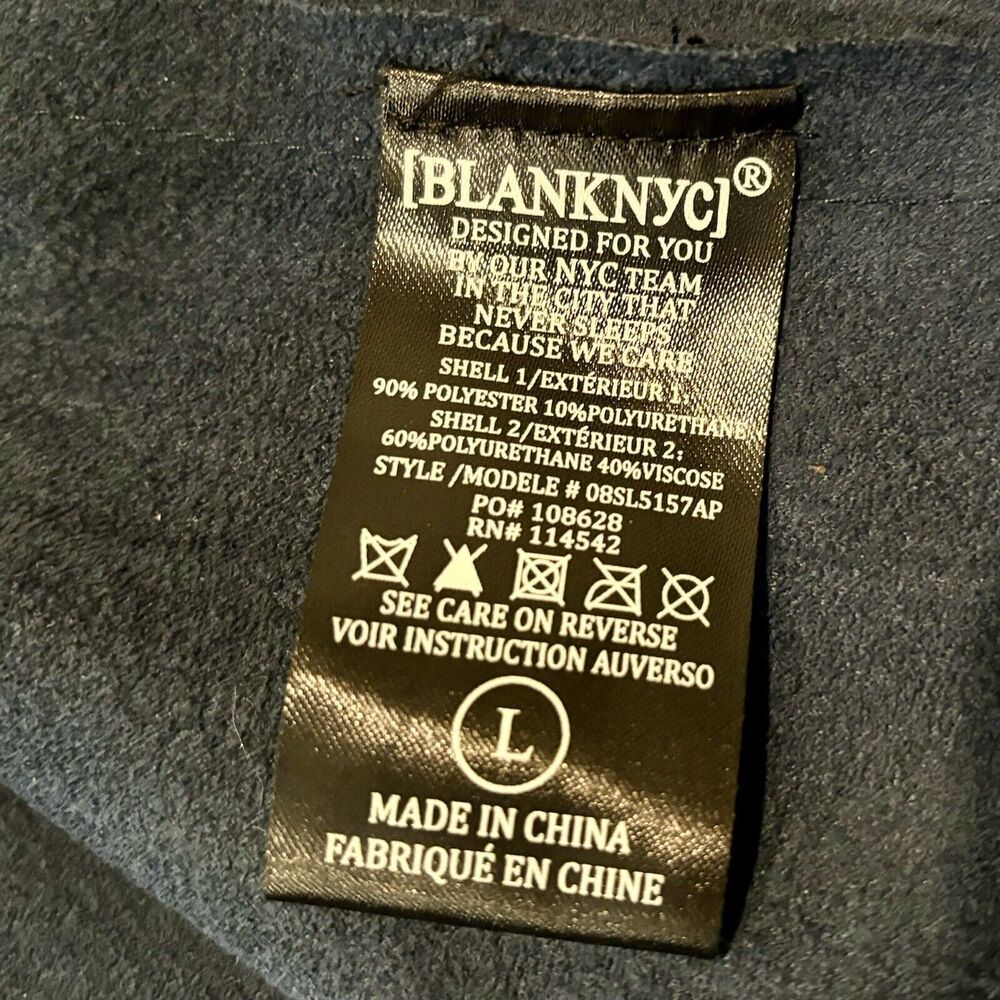 [BLANKNYC]®
DESIGNED FOR YOU
BY OUR NYC TEAM
IN THE CITY THAT
NEVER SLEEPS
BECAUSE WE CARE
SHELL 1/EXTÉRIEUR 1:
90% POLYESTER 10%POLYURETHANE
SHELL 2/EXTÉRIEUR 2:
60%POLYURETHANE 40%VISCOSE
STYLE /MODELE # 08SL5157AP
PO# 108628
RN# 114542
SEE CARE ON REVERSE
VOIR INSTRUCTION AUVERSO
L
MADE IN CHINA
FABRIQUÉ EN CHINE